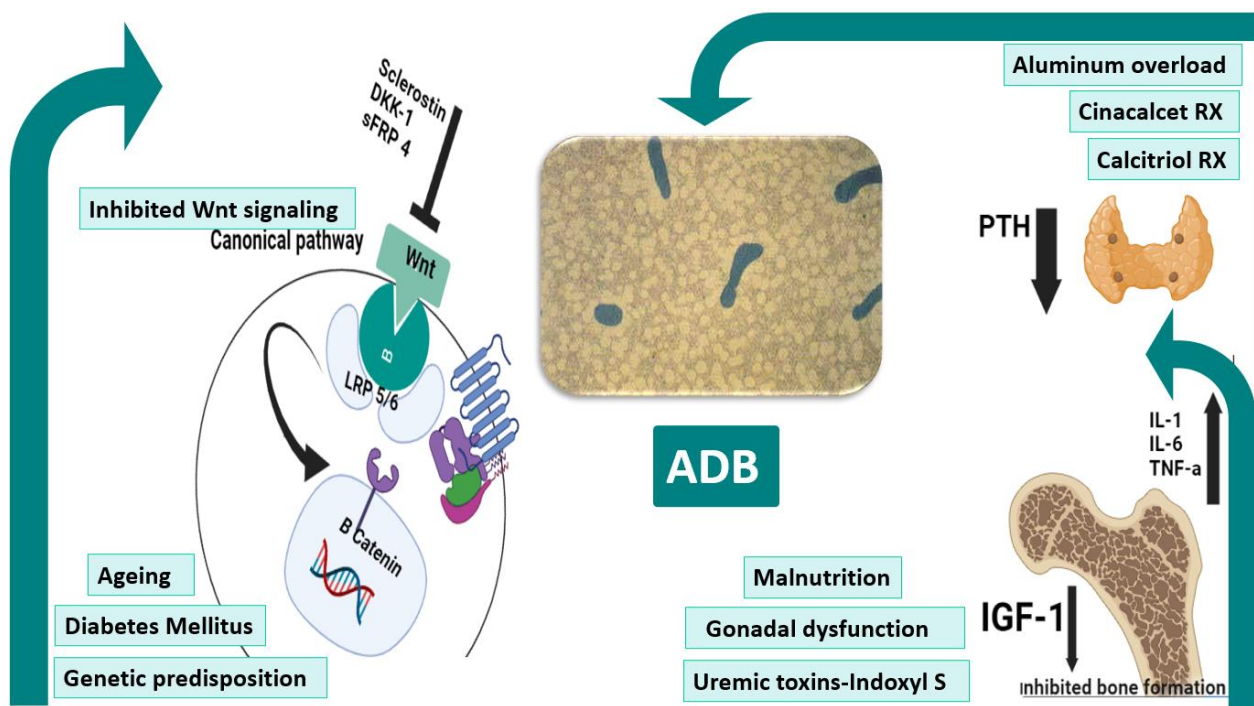 Sclerostin
DKK-1
sFRP 4
Inhibited Wnt signaling
Canonical pathway
Wnt
B
LRP 5/6
B Catenin
Ageing
Diabetes Mellitus
Genetic predisposition
ADB
Aluminum overload
Cinacalcet RX
Calcitriol RX
PTH
IL-1
IL-6
TNF-a
Malnutrition
Gonadal dysfunction
Uremic toxins-Indoxyl S
IGF-1
Inhibited bone formation